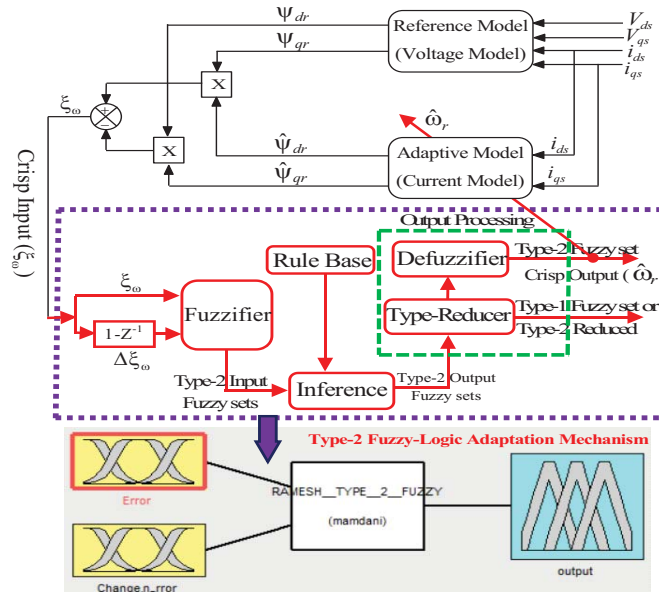 ψdr
Reference Model
(Voltage Model)
Vds
Vqs
ids
iqs
ψqr
X
ξω
+
−
X
ω̂r
ψ̂dr
ψ̂qr
Adaptive Model
(Current Model)
ids
iqs
Crisp Input (ξω)
Output Processing
Type-2 Fuzzy set
Crisp Output ( ω̂r.
Defuzzifier
Rule Base
ξω
Fuzzifier
Type-Reducer
Type-1 Fuzzy set or
Type-2 Reduced
1-Z-1
Δξω
Type-2 Input
Fuzzy sets
Inference
Type-2 Output
Fuzzy sets
Type-2 Fuzzy-Logic Adaptation Mechanism
Error
RAMESH__TYPE__2__FUZZY
(mamdani)
Change,n_rror
output